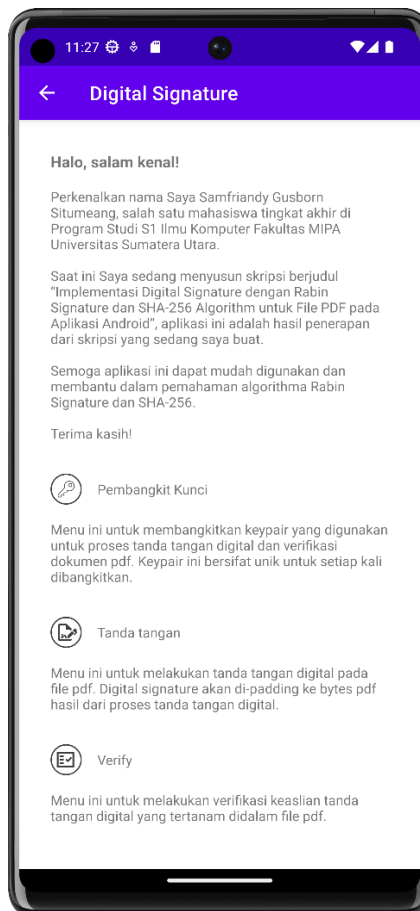 11:27
Digital Signature
Halo, salam kenal!
Perkenalkan nama Saya Samfriandy Gusborn
Situmeang, salah satu mahasiswa tingkat akhir di
Program Studi S1 Ilmu Komputer Fakultas MIPA
Universitas Sumatera Utara.
Saat ini Saya sedang menyusun skripsi berjudul
“Implementasi Digital Signature dengan Rabin
Signature dan SHA-256 Algorithm untuk File PDF pada
Aplikasi Android”, aplikasi ini adalah hasil penerapan
dari skripsi yang sedang saya buat.
Semoga aplikasi ini dapat mudah digunakan dan
membantu dalam pemahaman algoritma Rabin
Signature dan SHA-256.
Terima kasih!
Pembangkit Kunci
Menu ini untuk membangkitkan keypair yang digunakan
untuk proses tanda tangan digital dan verifikasi
dokumen pdf. Keypair ini bersifat unik untuk setiap kali
dibangkitkan.
Tanda tangan
Menu ini untuk melakukan tanda tangan digital pada
file pdf. Digital signature akan di-padding ke bytes pdf
hasil dari proses tanda tangan digital.
Verify
Menu ini untuk melakukan verifikasi keaslian tanda
tangan digital yang tertanam didalam file pdf.